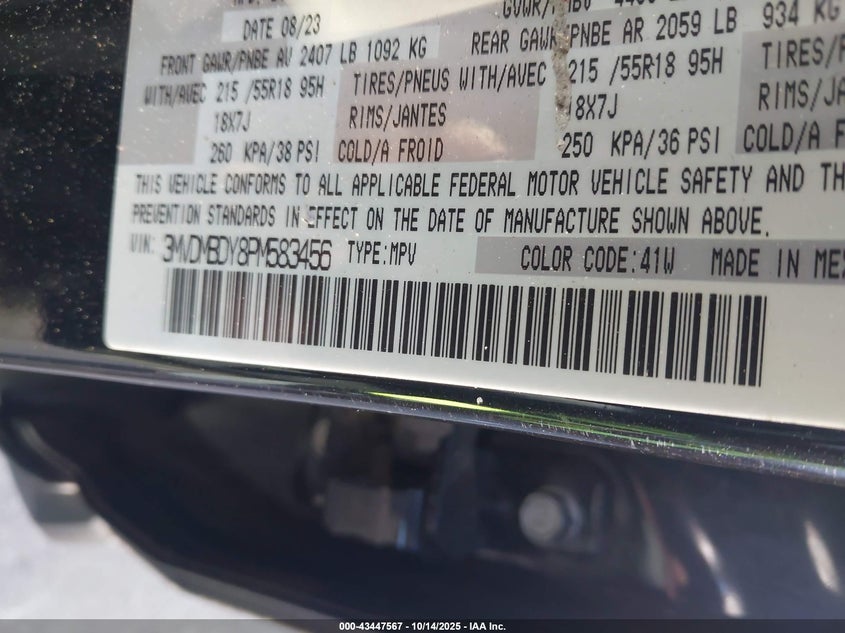 DATE 08/23
FRONT GAWR/PNBE AV 2407 LB 1092 KG REAR GAWR/PNBE AR 2059 LB 934 KG
WITH/AVEC 215 /55R18 95H TIRES/PNEUS WITH/AVEC 215 /55R18 95H TIRES/P
18X7J RIMS/JANTES 18X7J RIMS/JA
260 KPA/38 PSI COLD/A FROID 250 KPA/36 PSI COLD/A F
THIS VEHICLE CONFORMS TO ALL APPLICABLE FEDERAL MOTOR VEHICLE SAFETY AND TH
PREVENTION STANDARDS IN EFFECT ON THE DATE OF MANUFACTURE SHOWN ABOVE.
VIN: 3MVDMBDY8PM583456 TYPE:MPV COLOR CODE:41W MADE IN MEX
000-43447567 - 10/14/2025 - IAA Inc.